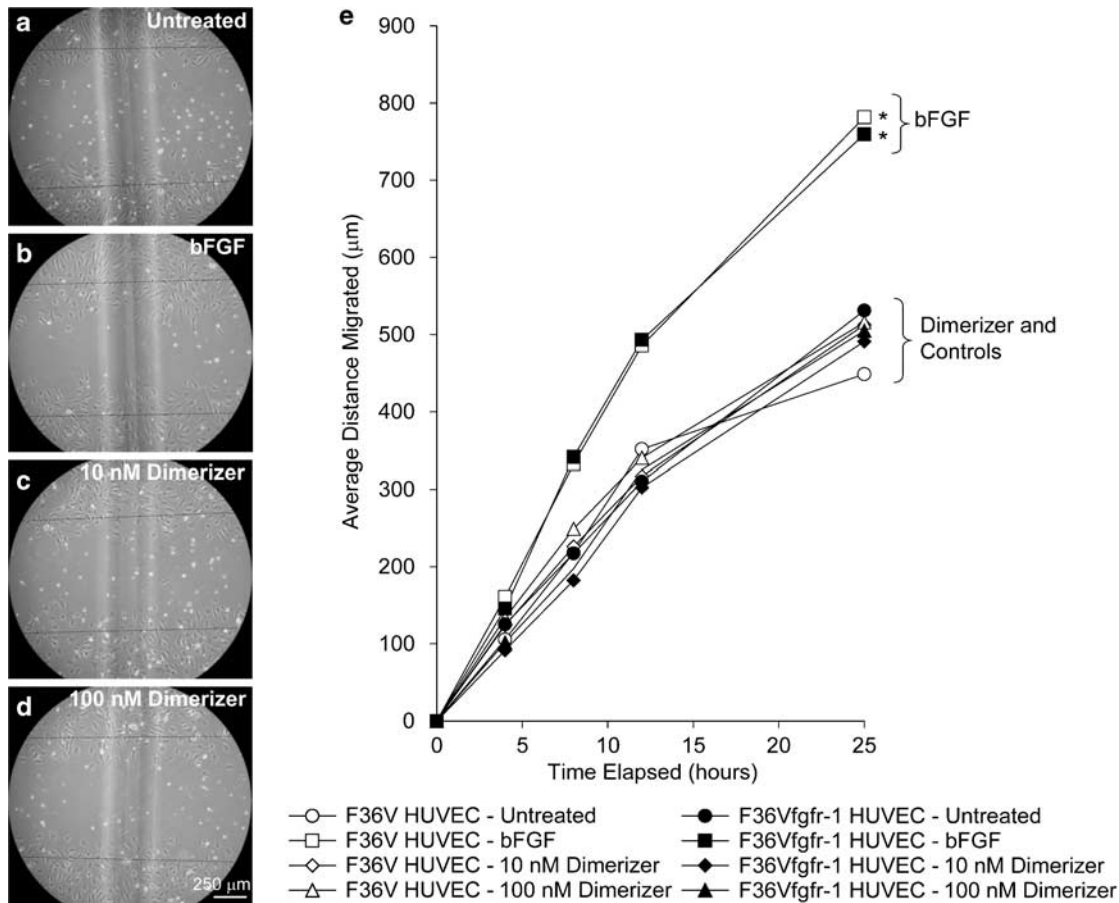 a
Untreated
b
bFGF
c
10 nM Dimerizer
d
100 nM Dimerizer
250 μm
e
900
800
700
600
500
400
300
200
100
0
Average Distance Migrated (μm)
0 5 10 15 20 25
Time Elapsed (hours)
*
*
bFGF
Dimerizer and
Controls
F36V HUVEC - Untreated
F36V HUVEC - bFGF
F36V HUVEC - 10 nM Dimerizer
F36V HUVEC - 100 nM Dimerizer
F36Vfgfr-1 HUVEC - Untreated
F36Vfgfr-1 HUVEC - bFGF
F36Vfgfr-1 HUVEC - 10 nM Dimerizer
F36Vfgfr-1 HUVEC - 100 nM Dimerizer